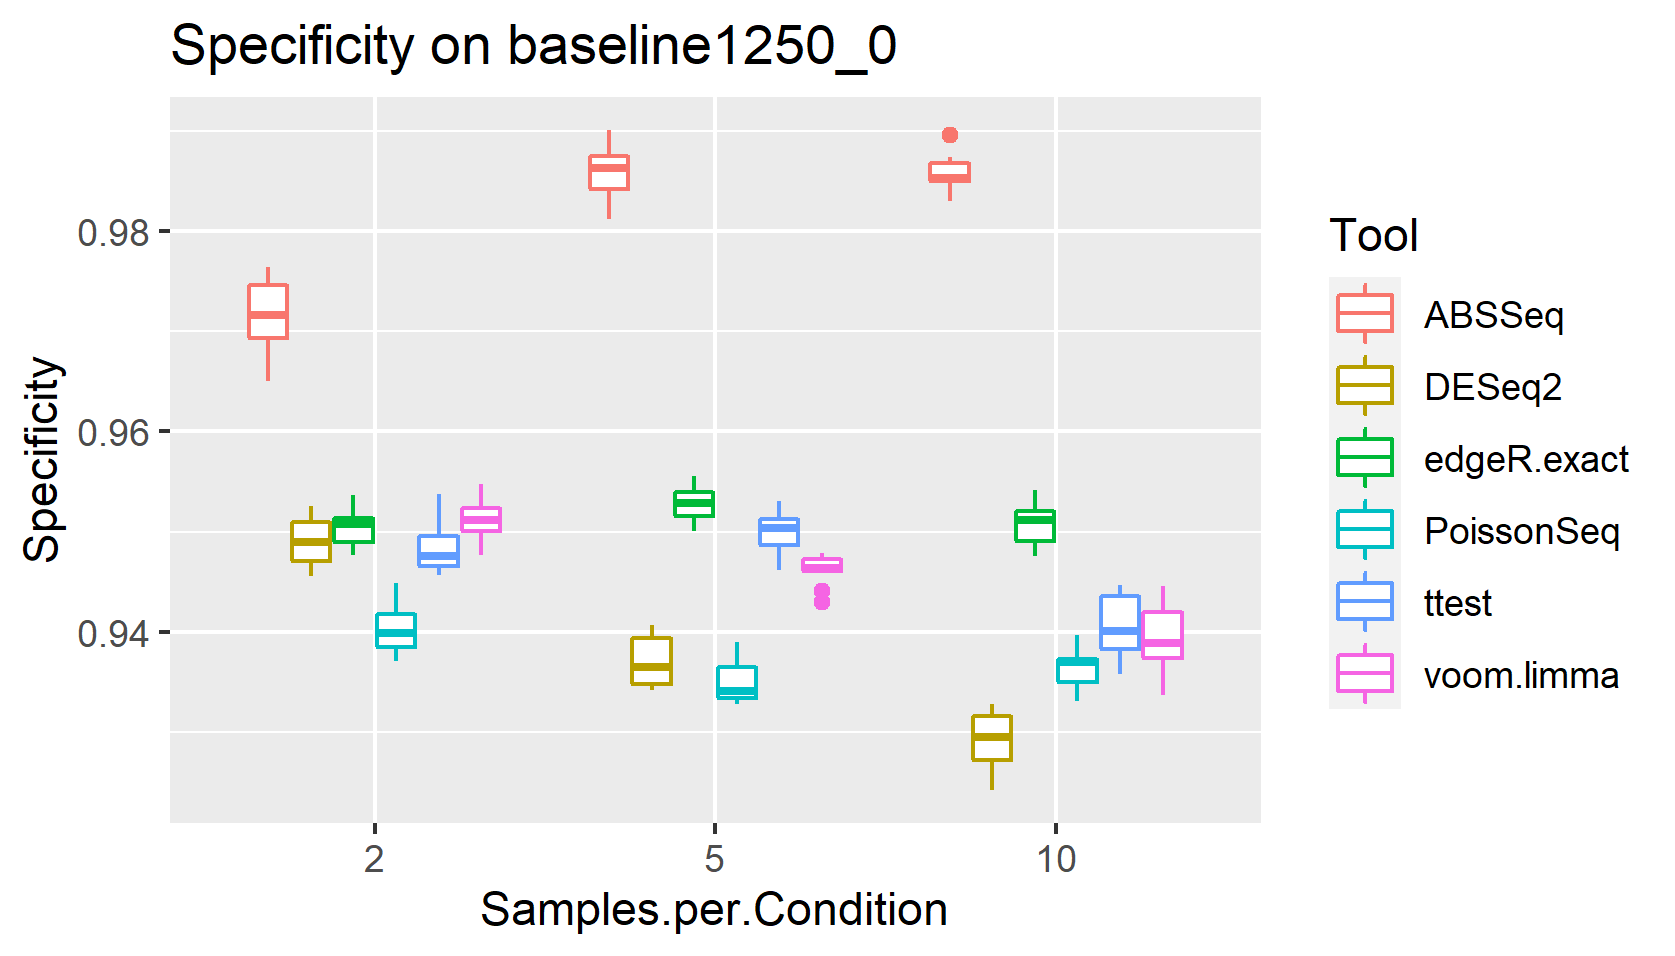 Specificity on baseline1250_0
Specificity
0.98
0.96
0.94
2
5
10
Samples.per.Condition
Tool
ABSSeq
DESeq2
edgeR.exact
PoissonSeq
ttest
voom.limma